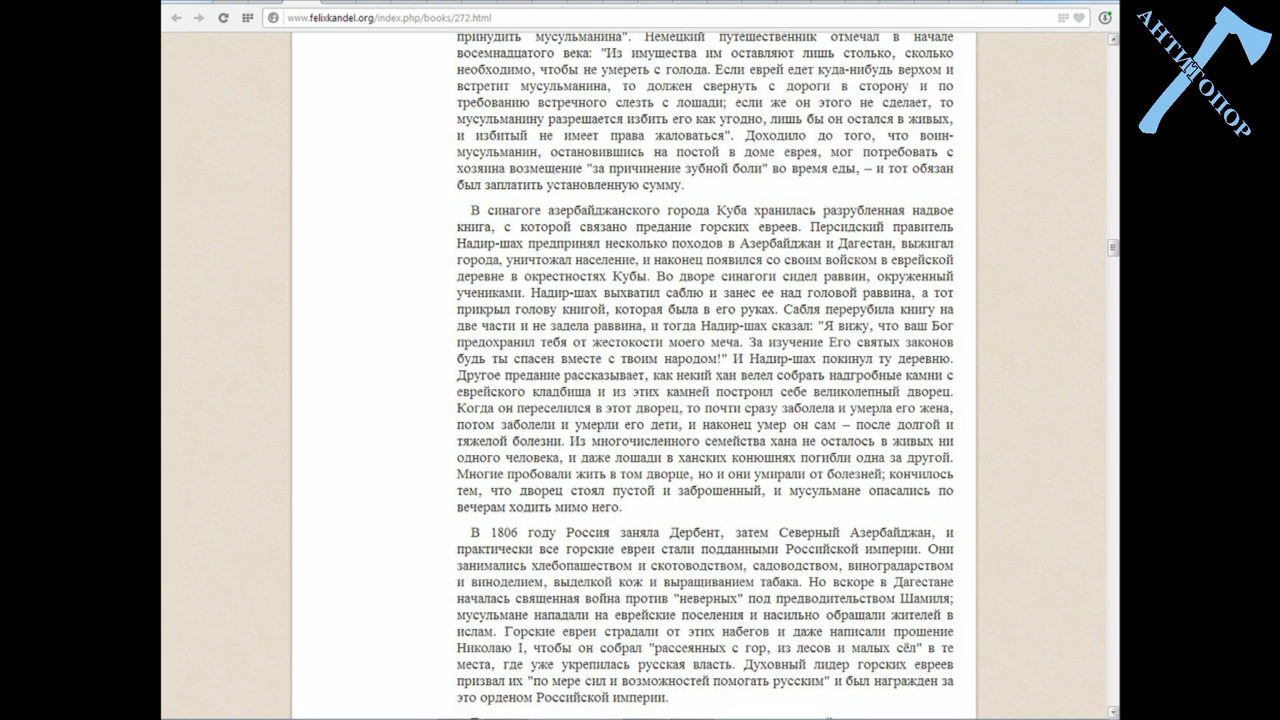 www.felixkandel.org/index.php/books/272.html
АНТИТОПОР
принудить мусульманина". Немецкий путешественник отмечал в начале
восемнадцатого века: "Из имущества им оставляют лишь столько, сколько
необходимо, чтобы не умереть с голода. Если еврей едет куда-нибудь верхом и
встретит мусульманина, то должен свернуть с дороги в сторону и по
требованию встречного слезть с лошади; если же он этого не сделает, то
мусульманину разрешается избить его как угодно, лишь бы он остался в живых,
и избитый не имеет права жаловаться". Доходило до того, что воин-
мусульманин, остановившись на постой в доме еврея, мог потребовать с
хозяина возмещение "за причинение зубной боли" во время еды, – и тот обязан
был заплатить установленную сумму.
В синагоге азербайджанского города Куба хранилась разрубленная надвое
книга, с которой связано предание горских евреев. Персидский правитель
Надир-шах предпринял несколько походов в Азербайджан и Дагестан, выжигал
города, уничтожал население, и наконец появился со своим войском в еврейской
деревне в окрестностях Кубы. Во дворе синагоги сидел раввин, окруженный
учениками. Надир-шах выхватил саблю и занес ее над головой раввина, а тот
прикрыл голову книгой, которая была в его руках. Сабля перерубила книгу на
две части и не задела раввина, и тогда Надир-шах сказал: "Я вижу, что ваш Бог
предохранил тебя от жестокости моего меча. За изучение Его святых законов
будь ты спасен вместе с твоим народом!" И Надир-шах покинул ту деревню.
Другое предание рассказывает, как некий хан велел собрать надгробные камни с
еврейского кладбища и из этих камней построил себе великолепный дворец.
Когда он переселился в этот дворец, то почти сразу заболела и умерла его жена,
потом заболели и умерли его дети, и наконец умер он сам – после долгой и
тяжелой болезни. Из многочисленного семейства хана не осталось в живых ни
одного человека, и даже лошади в ханских конюшнях погибли одна за другой.
Многие пробовали жить в том дворце, но и они умирали от болезней; кончилось
тем, что дворец стоял пустой и заброшенный, и мусульмане опасались по
вечерам ходить мимо него.
В 1806 году Россия заняла Дербент, затем Северный Азербайджан, и
практически все горские евреи стали подданными Российской империи. Они
занимались хлебопашеством и скотоводством, садоводством, виноградарством
и виноделием, выделкой кож и выращиванием табака. Но вскоре в Дагестане
началась священная война против "неверных" под предводительством Шамиля;
мусульмане нападали на еврейские поселения и насильно обращали жителей в
ислам. Горские евреи страдали от этих набегов и даже написали прошение
Николаю I, чтобы он собрал "рассеянных с гор, из лесов и малых сёл" в те
места, где уже укрепилась русская власть. Духовный лидер горских евреев
призвал их "по мере сил и возможностей помогать русским" и был награжден за
это орденом Российской империи.